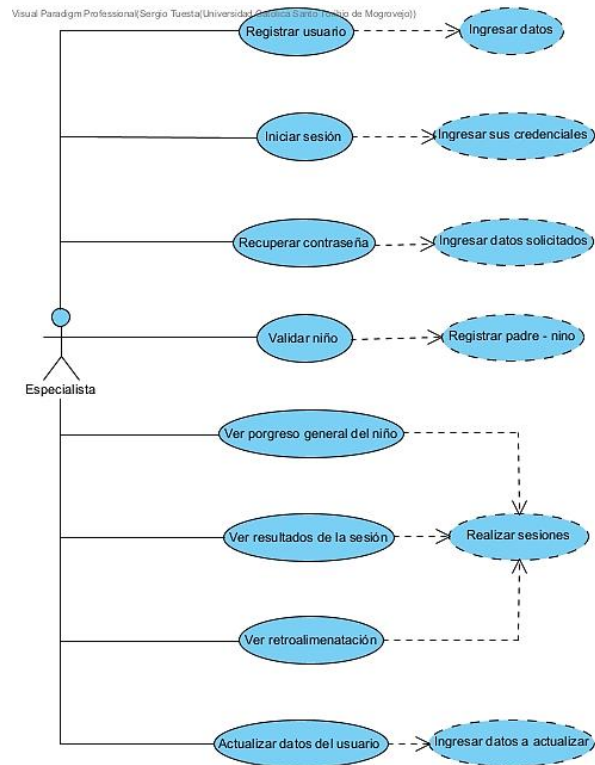 Visual Paradigm Professional(Sergio Tuesta(Universidad Católica Santo Toribio de Mogrovejo))
Registrar usuario
Ingresar datos
Iniciar sesión
Ingresar sus credenciales
Recuperar contraseña
Ingresar datos solicitados
Validar niño
Registrar padre - nino
Especialista
Ver porgreso general del niño
Ver resultados de la sesión
Realizar sesiones
Ver retroalimenatación
Actualizar datos del usuario
Ingresar datos a actualizar